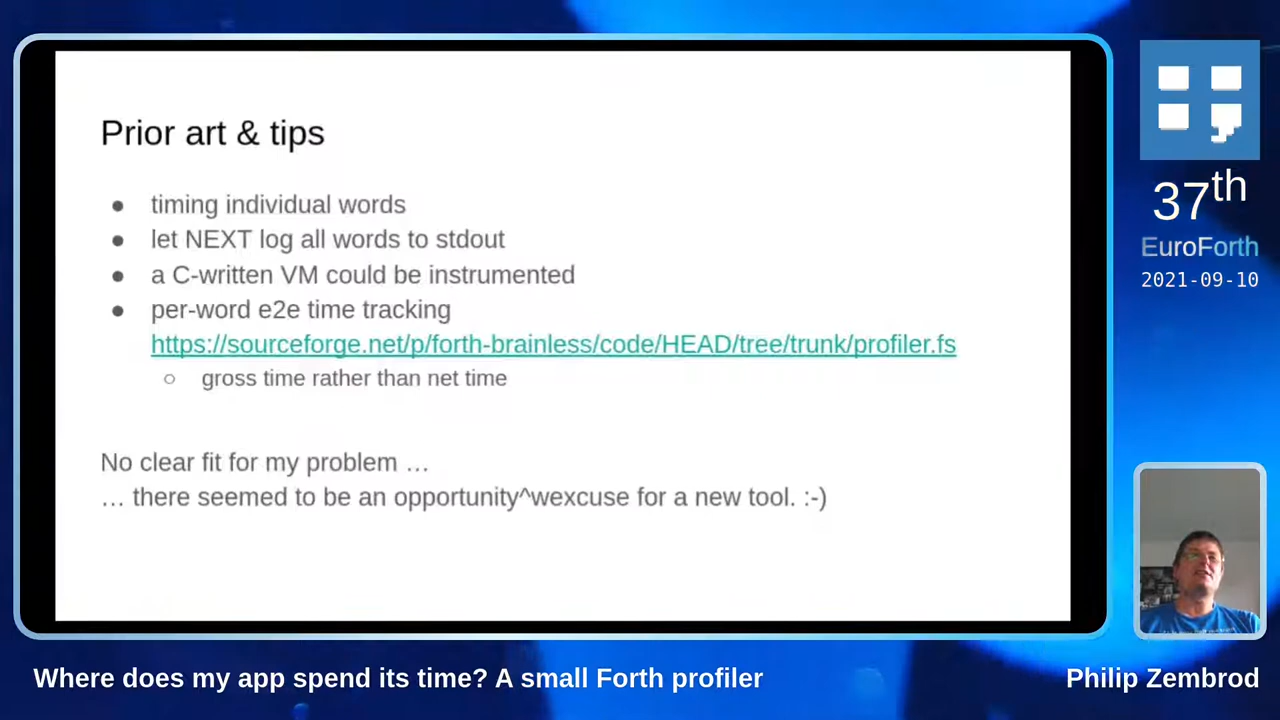 Prior art & tips
● timing individual words
● let NEXT log all words to stdout
● a C-written VM could be instrumented
● per-word e2e time tracking
https://sourceforge.net/p/forth-brainless/code/HEAD/tree/trunk/profiler.fs
○ gross time rather than net time
No clear fit for my problem …
… there seemed to be an opportunity^wexcuse for a new tool. :-)
37th
EuroForth
2021-09-10
Where does my app spend its time? A small Forth profiler
Philip Zembrod